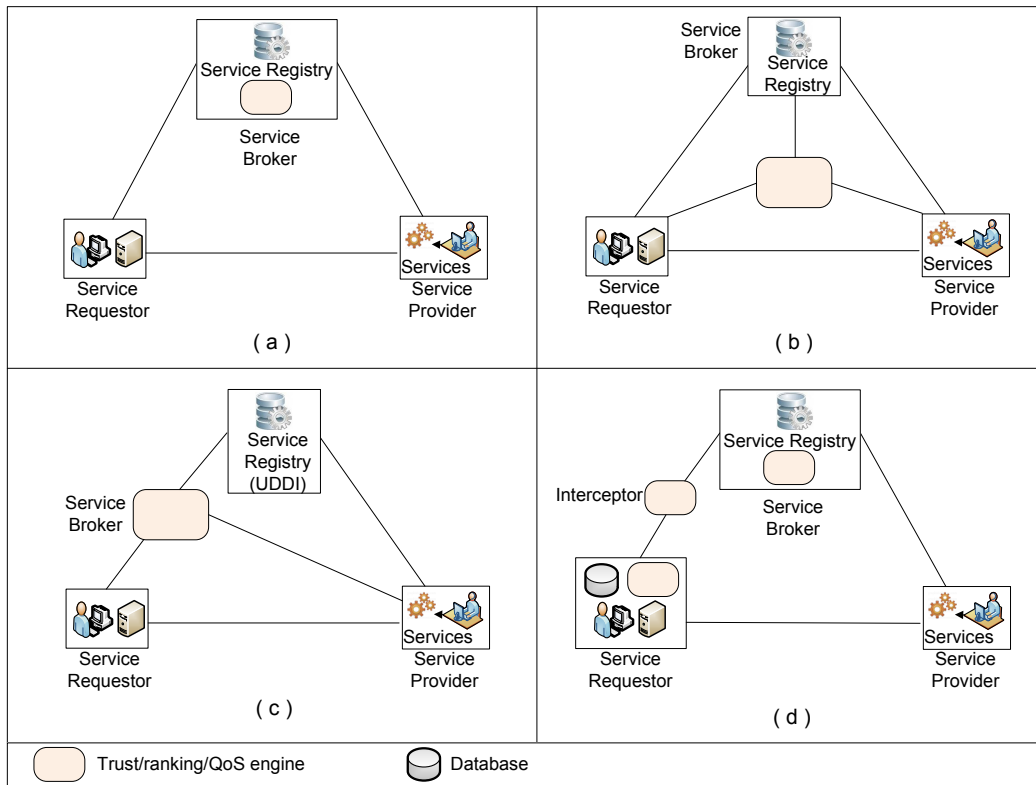 Service Registry
Service
Broker
Service
Requestor
Services
Service
Provider
( a )
Service
Broker
Service
Registry
Service
Requestor
Services
Service
Provider
( b )
Service
Registry
(UDDI)
Service
Broker
Service
Requestor
Services
Service
Provider
( c )
Service Registry
Service
Broker
Interceptor
Service
Requestor
Services
Service
Provider
( d )
Trust/ranking/QoS engine
Database